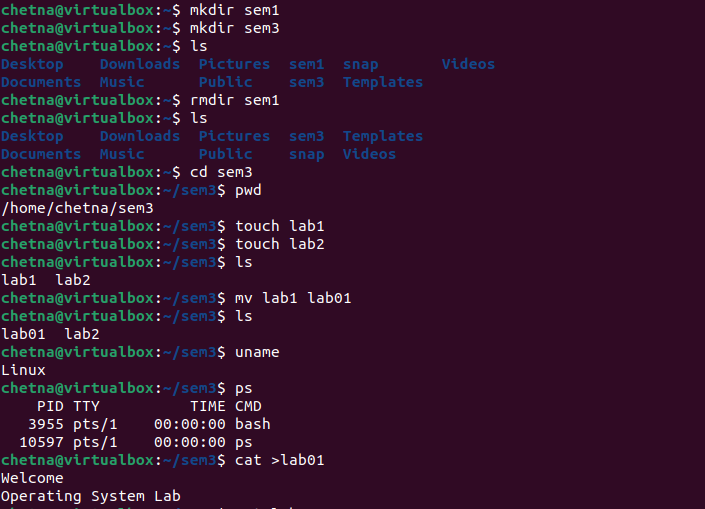 chetna@virtualbox:~$ mkdir sem1
chetna@virtualbox:~$ mkdir sem3
chetna@virtualbox:~$ ls
Desktop    Downloads  Pictures  sem1  snap       Videos
Documents  Music      Public    sem3  Templates
chetna@virtualbox:~$ rmdir sem1
chetna@virtualbox:~$ ls
Desktop    Downloads  Pictures  sem3  Templates
Documents  Music      Public    snap  Videos
chetna@virtualbox:~$ cd sem3
chetna@virtualbox:~/sem3$ pwd
/home/chetna/sem3
chetna@virtualbox:~/sem3$ touch lab1
chetna@virtualbox:~/sem3$ touch lab2
chetna@virtualbox:~/sem3$ ls
lab1  lab2
chetna@virtualbox:~/sem3$ mv lab1 lab01
chetna@virtualbox:~/sem3$ ls
lab01  lab2
chetna@virtualbox:~/sem3$ uname
Linux
chetna@virtualbox:~/sem3$ ps
    PID TTY          TIME CMD
   3955 pts/1    00:00:00 bash
  10597 pts/1    00:00:00 ps
chetna@virtualbox:~/sem3$ cat >lab01
Welcome
Operating System Lab